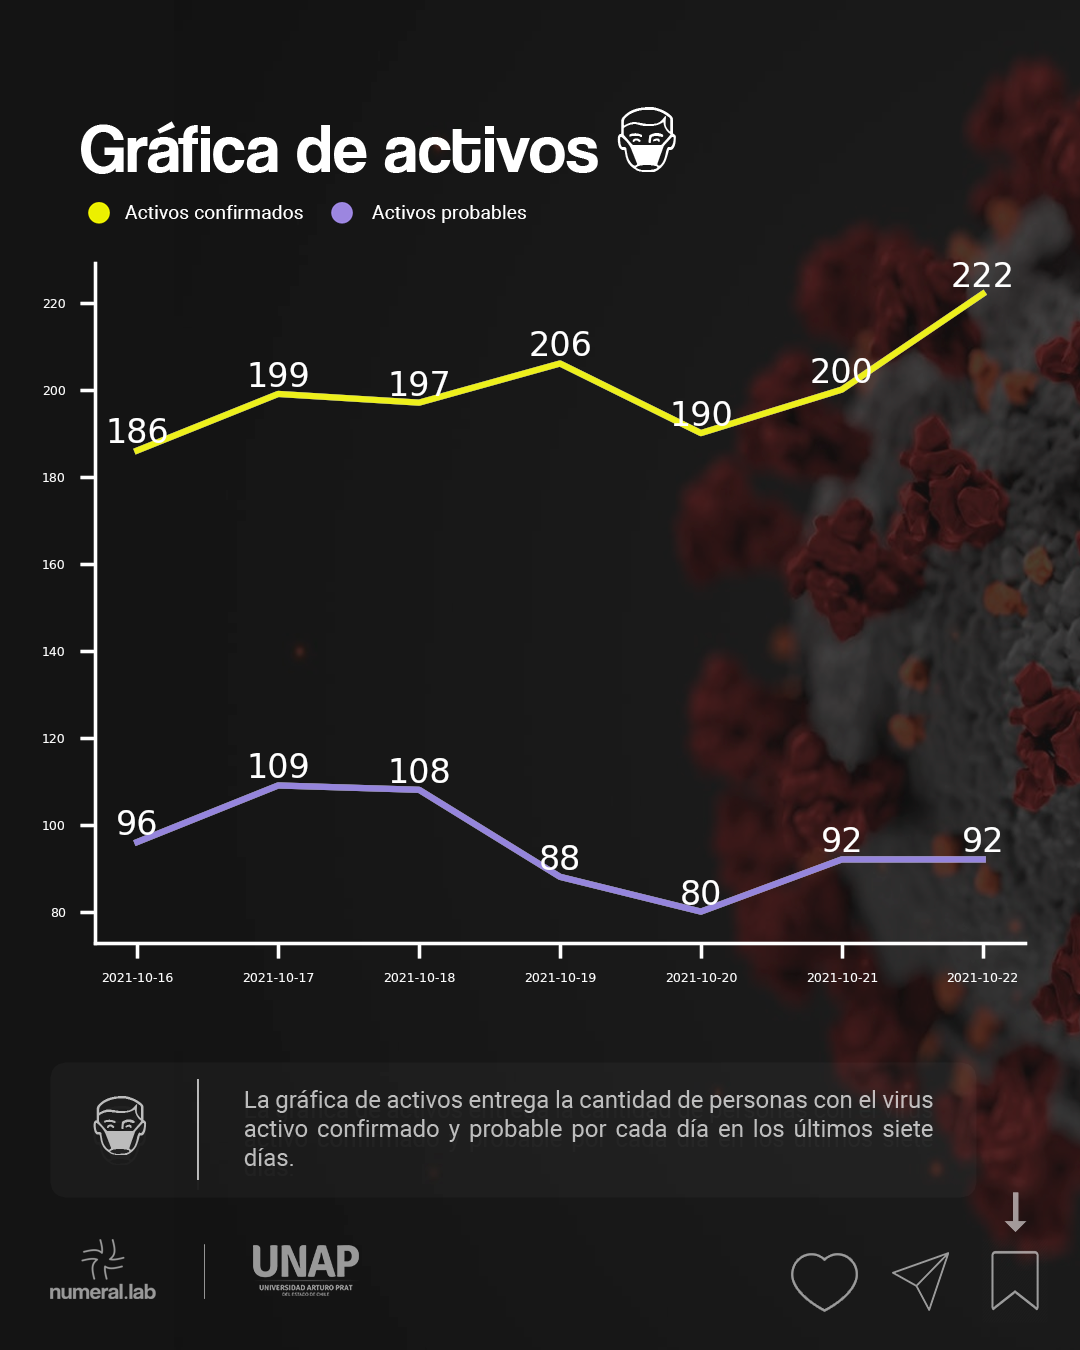 Gráfica de activos
Activos confirmados Activos probables
222
220
206
199
197
200
200
190
186
180
160
140
120
109
108
100
96
92
92
88
80
80
2021-10-16 2021-10-17 2021-10-18 2021-10-19 2021-10-20 2021-10-21 2021-10-22
La gráfica de activos entrega la cantidad de personas con el virus
activo confirmado y probable por cada día en los últimos siete
días.
numeral.lab
UNAP
UNIVERSIDAD ARTURO PRAT
DEL ESTADO DE CHILE